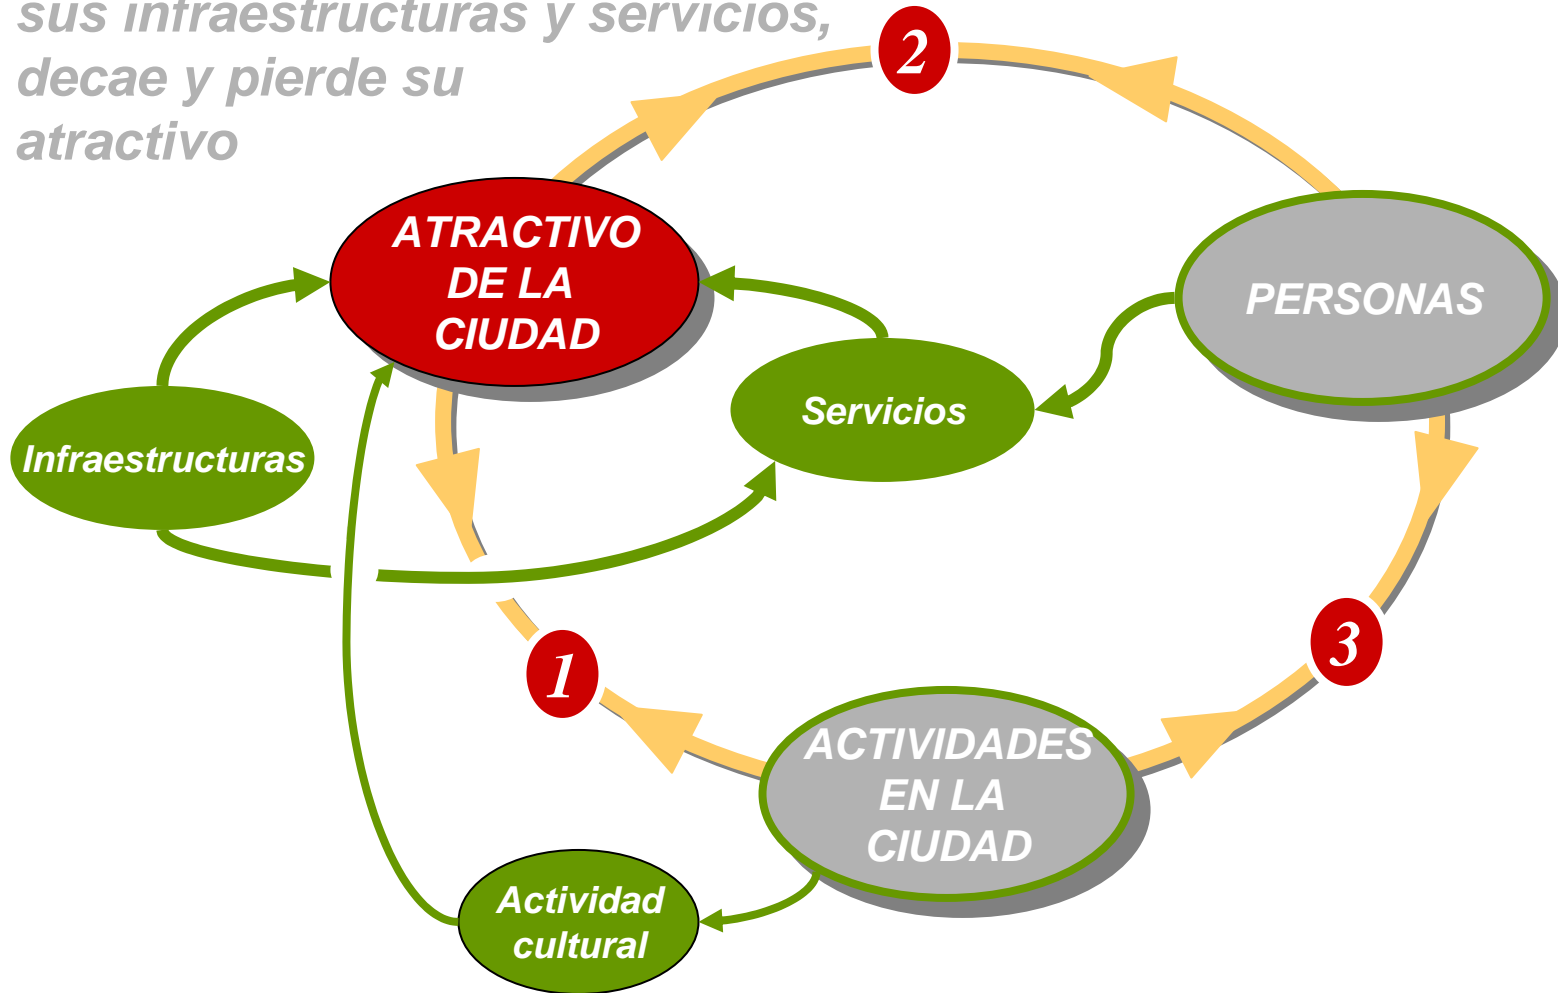 sus infraestructuras y servicios,
decae y pierde su
atractivo
2
ATRACTIVO
DE LA
CIUDAD
PERSONAS
Servicios
Infraestructuras
1
3
ACTIVIDADES
EN LA
CIUDAD
Actividad
cultural